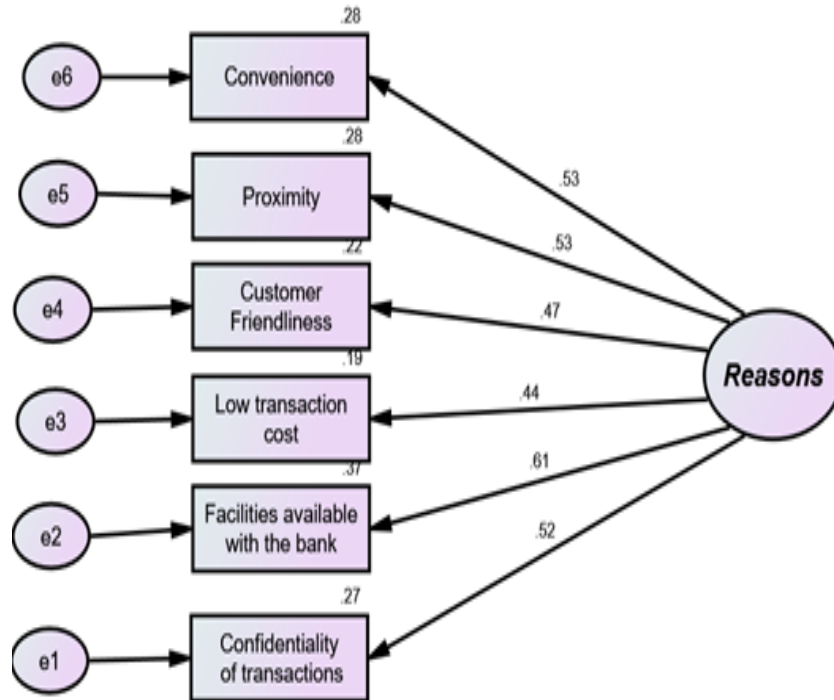 .28
e6
Convenience
.53
.28
e5
Proximity
.53
.22
e4
Customer
Friendliness
.47
Reasons
.19
e3
Low transaction
cost
.44
.37
e2
Facilities available
with the bank
.61
.52
.27
e1
Confidentiality
of transactions